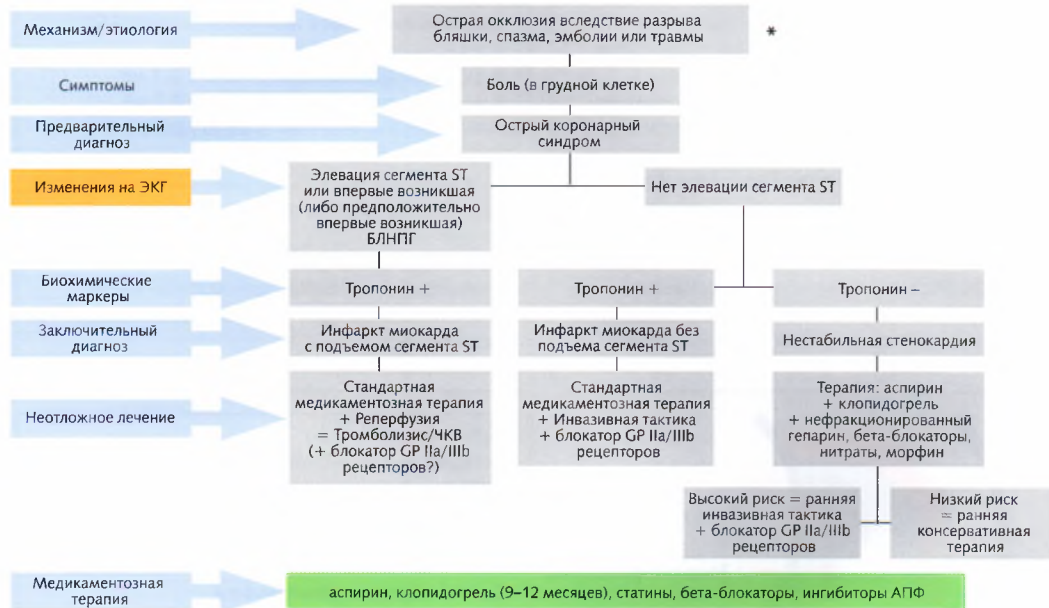 Механизм/этиология
Острая окклюзия вследствие разрыва
бляшки, спазма, эмболии или травмы
*
Симптомы
Боль (в грудной клетке)
Предварительный
диагноз
Острый коронарный
синдром
Изменения на ЭКГ
Элевация сегмента ST
или впервые возникшая
(либо предположительно
впервые возникшая)
БЛНПГ
Нет элевации сегмента ST
Биохимические
маркеры
Тропонин +
Тропонин +
Тропонин –
Заключительный
диагноз
Инфаркт миокарда
с подъемом сегмента ST
Инфаркт миокарда без
подъема сегмента ST
Нестабильная стенокардия
Неотложное лечение
Стандартная
медикаментозная терапия
+ Реперфузия
= Тромболизис/ЧКВ
(+ блокатор GP IIa/IIIb
рецепторов?)
Стандартная
медикаментозная терапия
+ Инвазивная тактика
+ блокатор GP IIa/IIIb
рецепторов
Терапия: аспирин
+ клопидогрель
+ нефракционированный
гепарин, бета-блокаторы,
нитраты, морфин
Высокий риск = ранняя
инвазивная тактика
+ блокатор GP IIa/IIIb
рецепторов
Низкий риск
= ранняя
консервативная
терапия
Медикаментозная
терапия
аспирин, клопидогрель (9–12 месяцев), статины, бета-блокаторы, ингибиторы АПФ